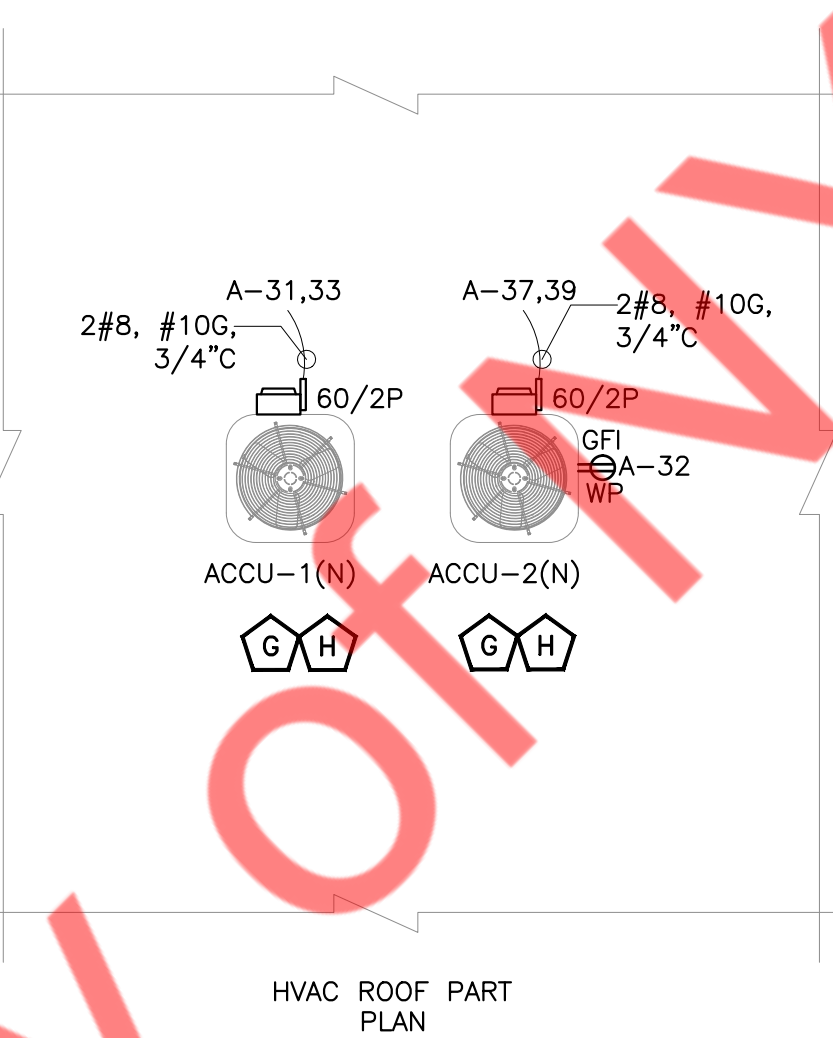 A-31,33
2#8, #10G,
3/4"C
60/2P
ACCU-1(N)
G H
A-37,39
2#8, #10G,
3/4"C
60/2P
GFI
A-32
WP
ACCU-2(N)
G H
HVAC ROOF PART
PLAN
of